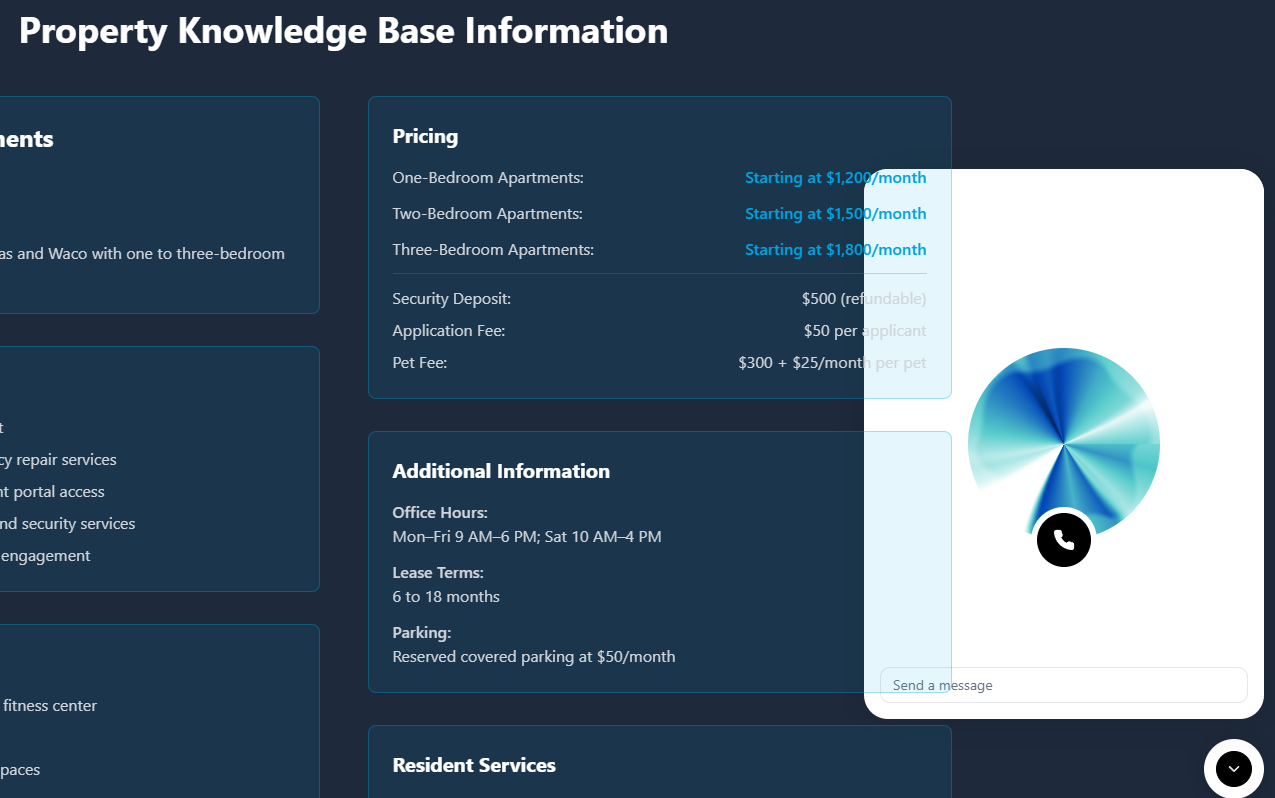 Property Knowledge Base Information
nents
as and Waco with one to three-bedroom
t
cy repair services
nt portal access
nd security services
engagement
fitness center
paces
Pricing
One-Bedroom Apartments: Starting at $1,200/month
Two-Bedroom Apartments: Starting at $1,500/month
Three-Bedroom Apartments: Starting at $1,800/month
Security Deposit: $500 (refundable)
Application Fee: $50 per applicant
Pet Fee: $300 + $25/month per pet
Additional Information
Office Hours:
Mon–Fri 9 AM–6 PM; Sat 10 AM–4 PM
Lease Terms:
6 to 18 months
Parking:
Reserved covered parking at $50/month
Resident Services
Send a message